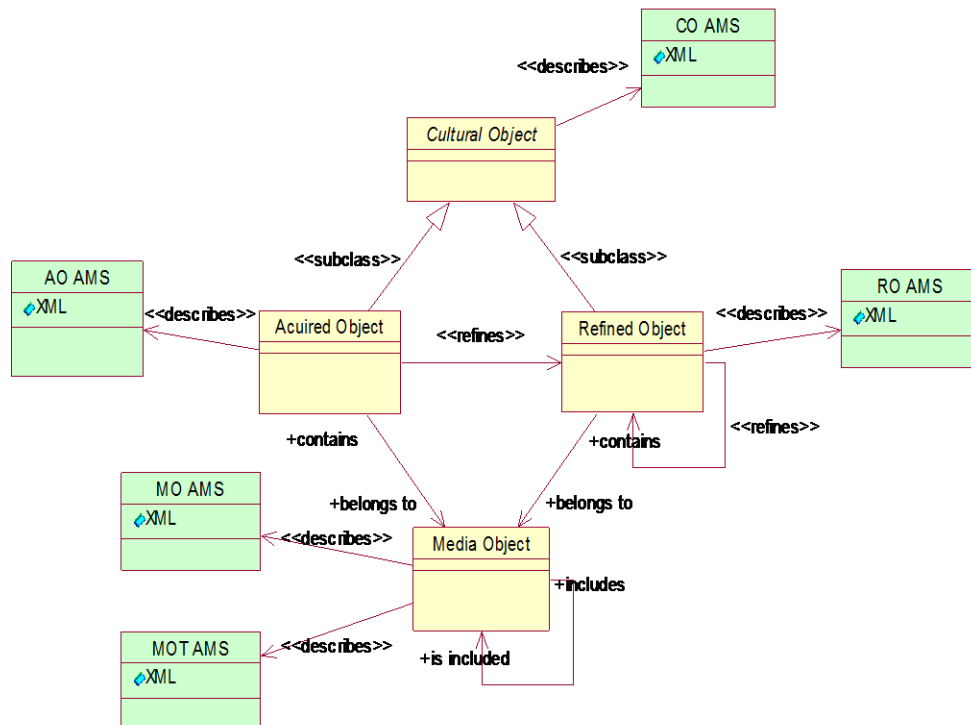 CO AMS
XML
<<describes>>
Cultural Object
<<subclass>>
<<subclass>>
AO AMS
XML
<<describes>>
Acuired Object
<<refines>>
Refined Object
<<describes>>
RO AMS
XML
<<refines>>
+contains
+contains
+belongs to
+belongs to
MO AMS
XML
<<describes>>
Media Object
+includes
MOT AMS
XML
<<describes>>
+is included